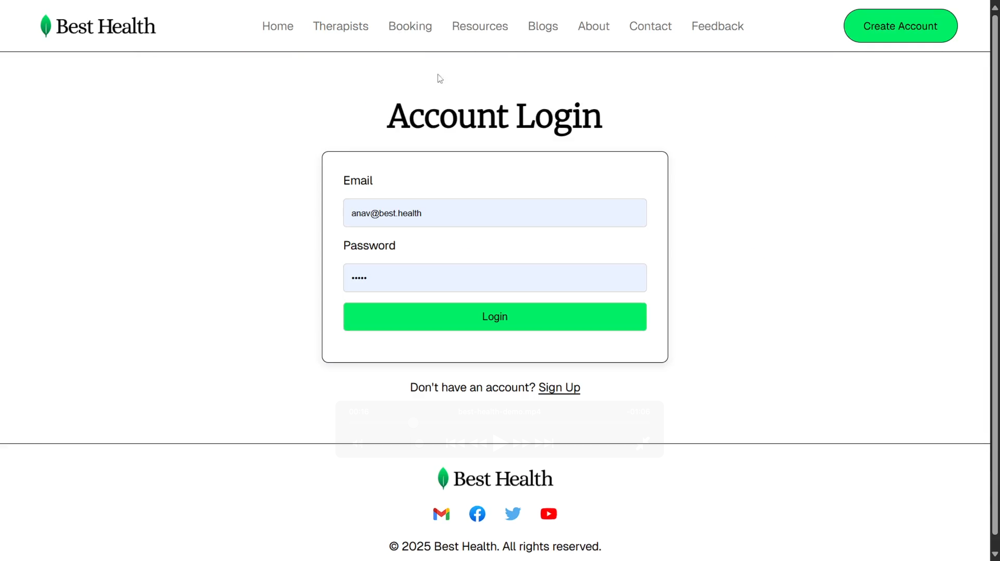 Best Health
Home Therapists Booking Resources Blogs About Contact Feedback
Create Account
Account Login
Email
anav@best.health
Password
•••••
Login
Don't have an account? Sign Up
00:16 best-health-demo.mp4 -01:06
Best Health
© 2025 Best Health. All rights reserved.